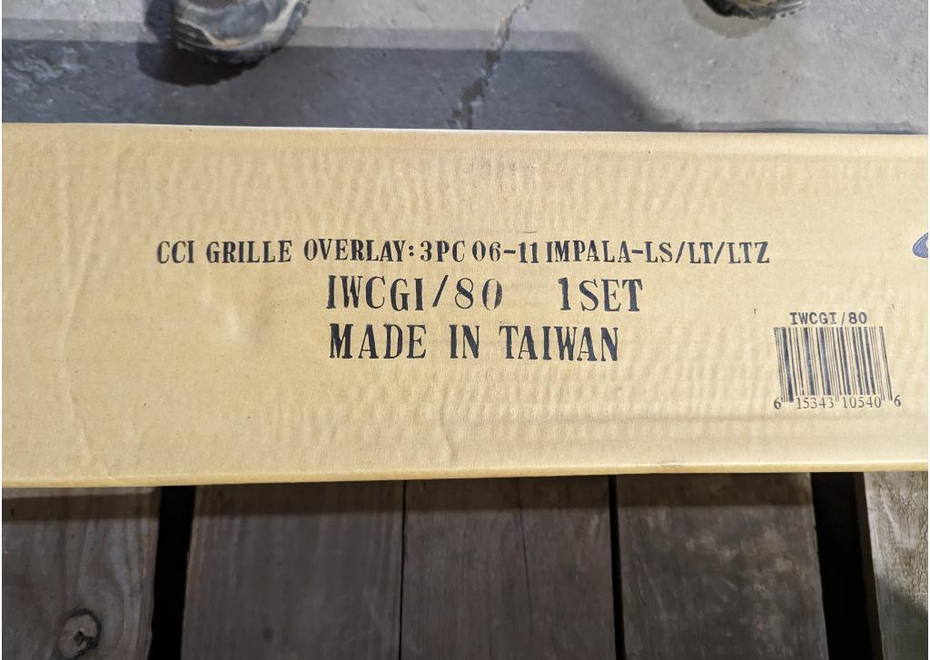 CCI GRILLE OVERLAY: 3PC 06-11 IMPALA-LS/LT/LTZ
IWCGI/80 1SET
MADE IN TAIWAN
IWCGI/80
6 15343 10540 6